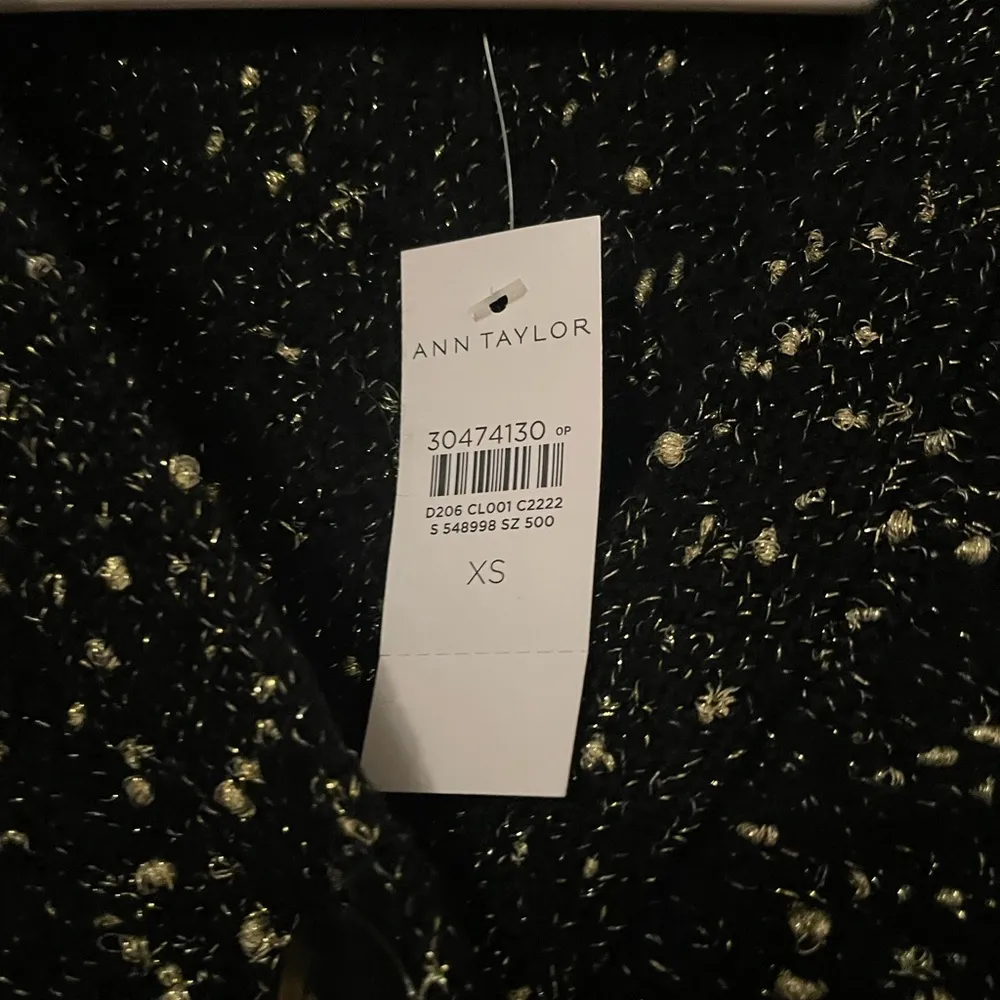 ANN TAYLOR
30474130 OP
D206 CL001 C2222
S 548998 SZ 500
XS